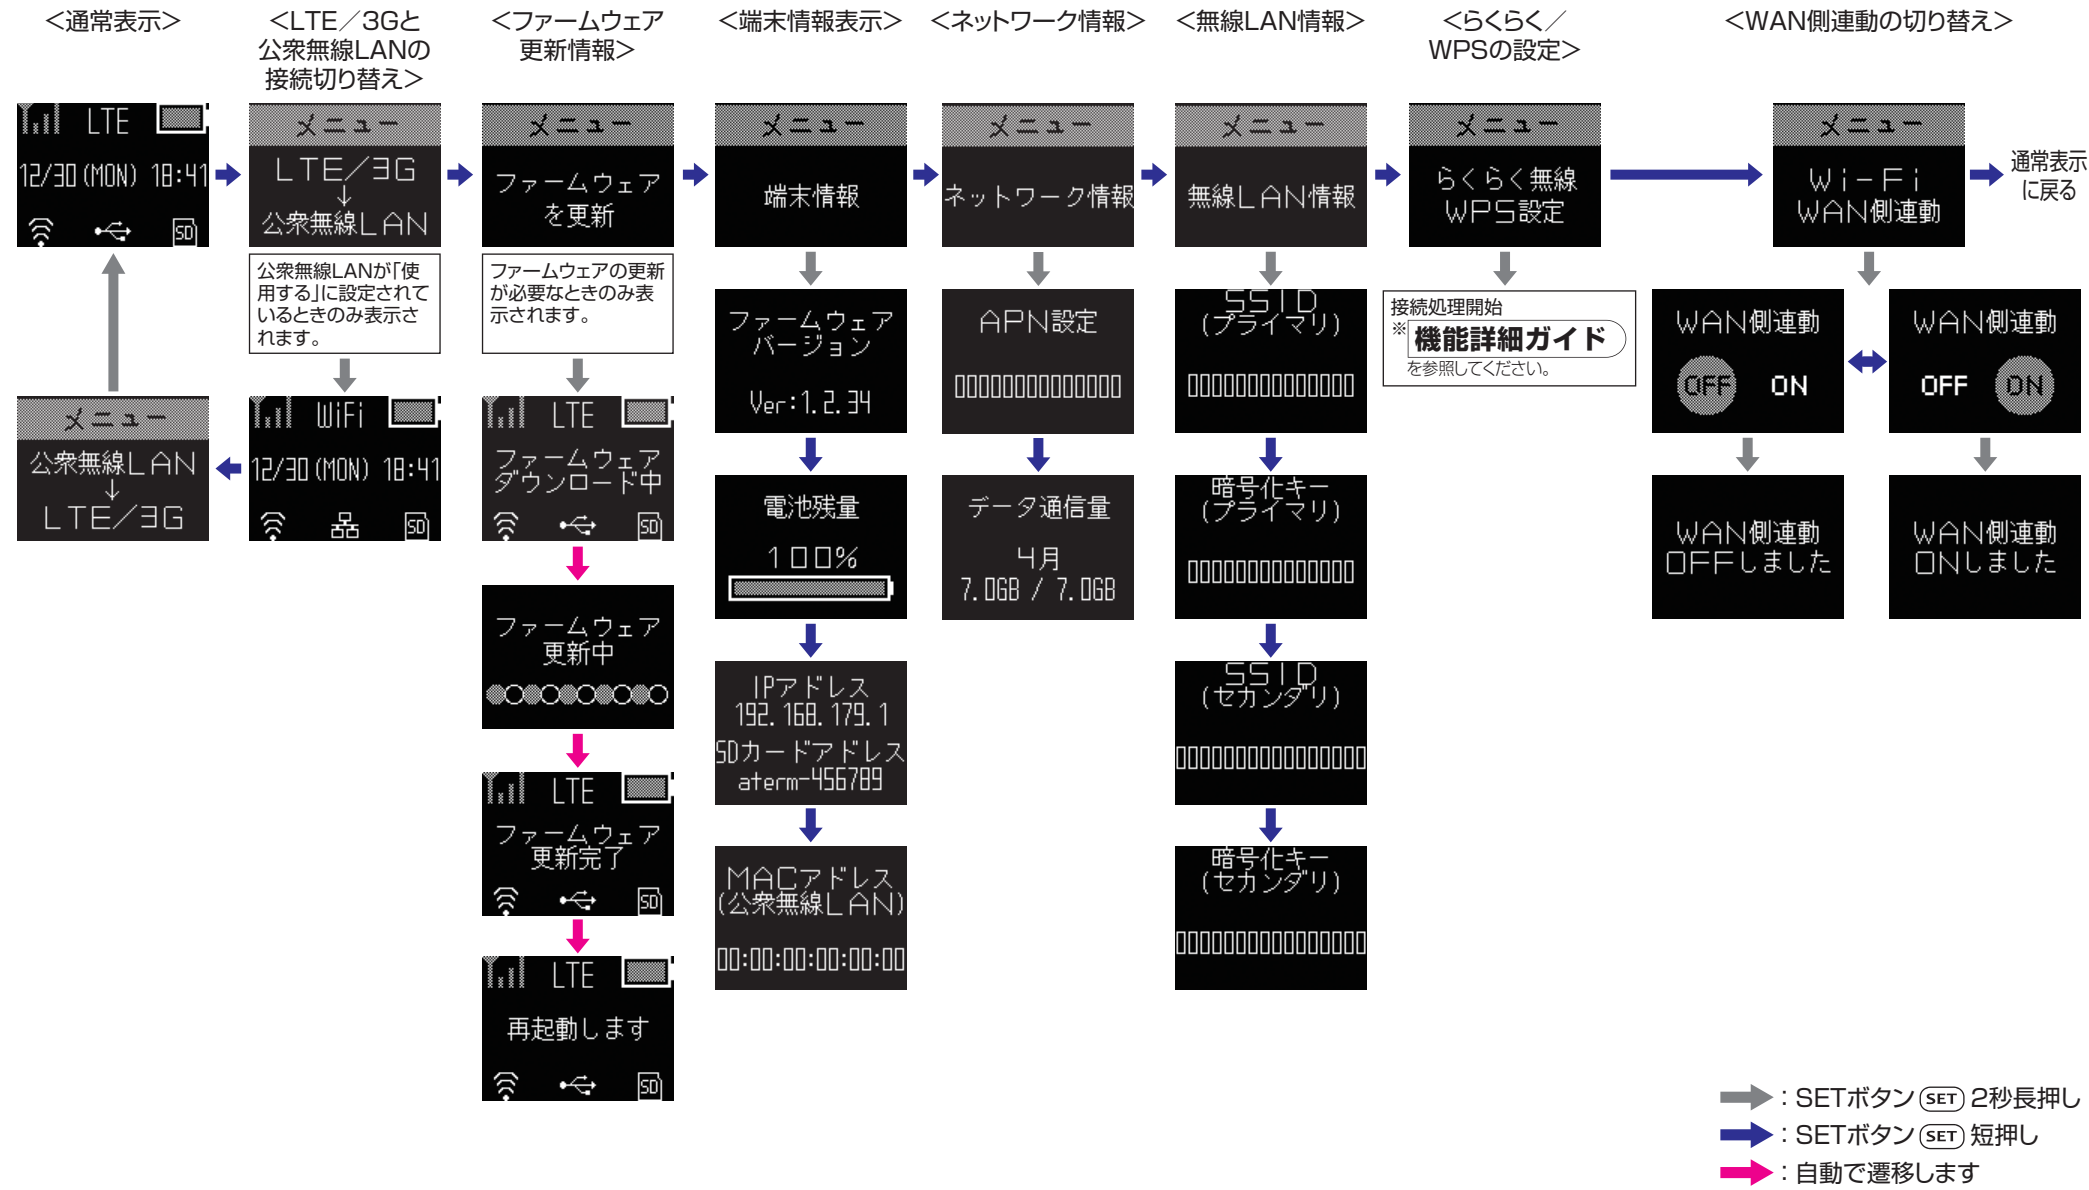 ＜通常表示＞
＜LTE／3Gと
公衆無線LANの
接続切り替え＞
＜ファームウェア
更新情報＞
＜端末情報表示＞
＜ネットワーク情報＞
＜無線LAN情報＞
＜らくらく／
WPSの設定＞
＜WAN側連動の切り替え＞
LTE
12/30(MON) 18:41
SD
メニュー
LTE／3G
↓
公衆無線LAN
メニュー
ファームウェア
を更新
メニュー
端末情報
メニュー
ネットワーク情報
メニュー
無線LAN情報
メニュー
らくらく無線
WPS設定
メニュー
Wi-Fi
WAN側連動
通常表示
に戻る
公衆無線LANが「使
用する」に設定されて
いるときのみ表示さ
れます。
ファームウェアの更新
が必要なときのみ表
示されます。
メニュー
公衆無線LAN
↓
LTE／3G
WiFi
12/30(MON) 18:41
SD
LTE
ファームウェア
ダウンロード中
SD
ファームウェア
更新中
LTE
ファームウェア
更新完了
SD
LTE
再起動します
SD
ファームウェア
バージョン
Ver:1.2.34
電池残量
100%
IPアドレス
192.168.179.1
SDカードアドレス
aterm-456789
MACアドレス
(公衆無線LAN)
00:00:00:00:00:00
APN設定
00000000000000
データ通信量
4月
7.0GB / 7.0GB
SSID
(プライマリ)
00000000000000
暗号化キー
(プライマリ)
00000000000000
SSID
(セカンダリ)
0000000000000000
暗号化キー
(セカンダリ)
0000000000000000
接続処理開始
※機能詳細ガイド
を参照してください。
WAN側連動
OFF ON
WAN側連動
OFF ON
WAN側連動
OFFしました
WAN側連動
ONしました
：SETボタン SET 2秒長押し
：SETボタン SET 短押し
：自動で遷移します